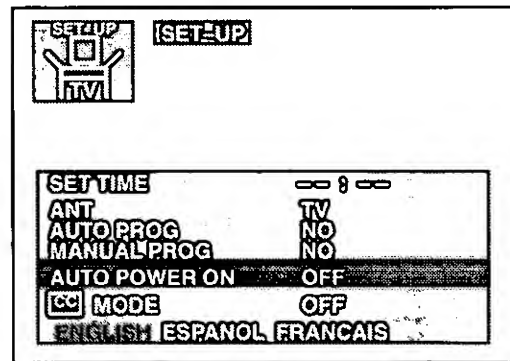 SET-UP
TV
SET-UP
SET TIME -- : --
ANT TV
AUTO PROG NO
MANUAL PROG NO
AUTO POWER ON OFF
CC MODE OFF
ENGLISH ESPANOL FRANCAIS